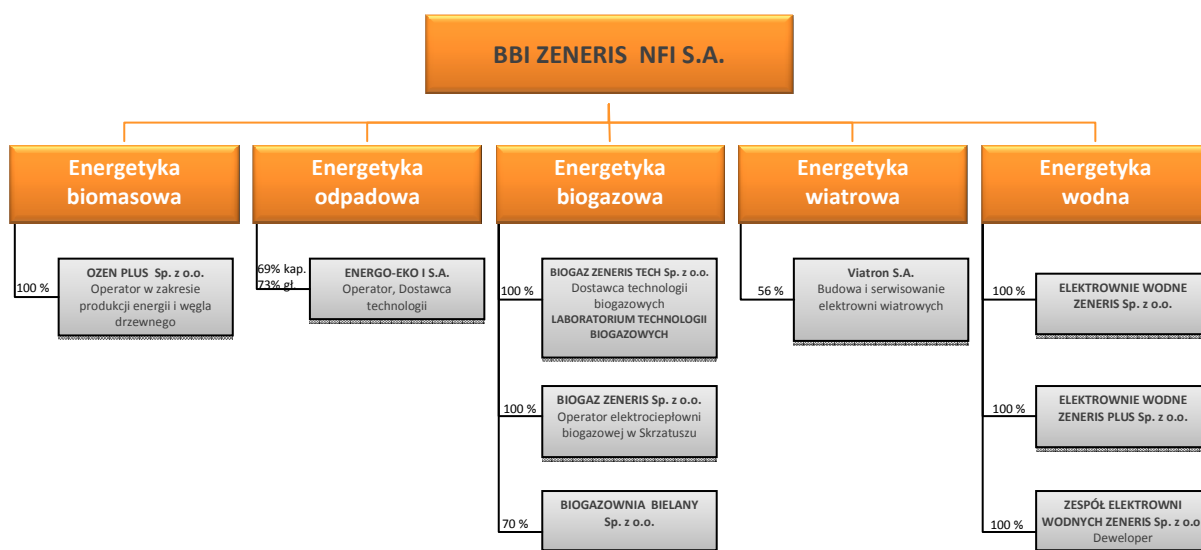 BBI ZENERIS NFI S.A.
Energetyka
biomasowa
Energetyka
odpadowa
Energetyka
biogazowa
Energetyka
wiatrowa
Energetyka
wodna
100 %
OZEN PLUS Sp. z o.o.
Operator w zakresie
produkcji energii i węgla
drzewnego
69% kap.
73% gł.
ENERGO-EKO I S.A.
Operator, Dostawca
technologii
100 %
BIOGAZ ZENERIS TECH Sp. z o.o.
Dostawca technologii
biogazowych
LABORATORIUM TECHNOLOGII
BIOGAZOWYCH
100 %
BIOGAZ ZENERIS Sp. z o.o.
Operator elektrociepłowni
biogazowej w Skrzatuszu
70 %
BIOGAZOWNIA BIELANY
Sp. z o.o.
56 %
Viatron S.A.
Budowa i serwisowanie
elektrowni wiatrowych
100 %
ELEKTROWNIE WODNE
ZENERIS Sp. z o.o.
100 %
ELEKTROWNIE WODNE
ZENERIS PLUS Sp. z o.o.
100 %
ZESPÓŁ ELEKTROWNI
WODNYCH ZENERIS Sp. z o.o
Deweloper